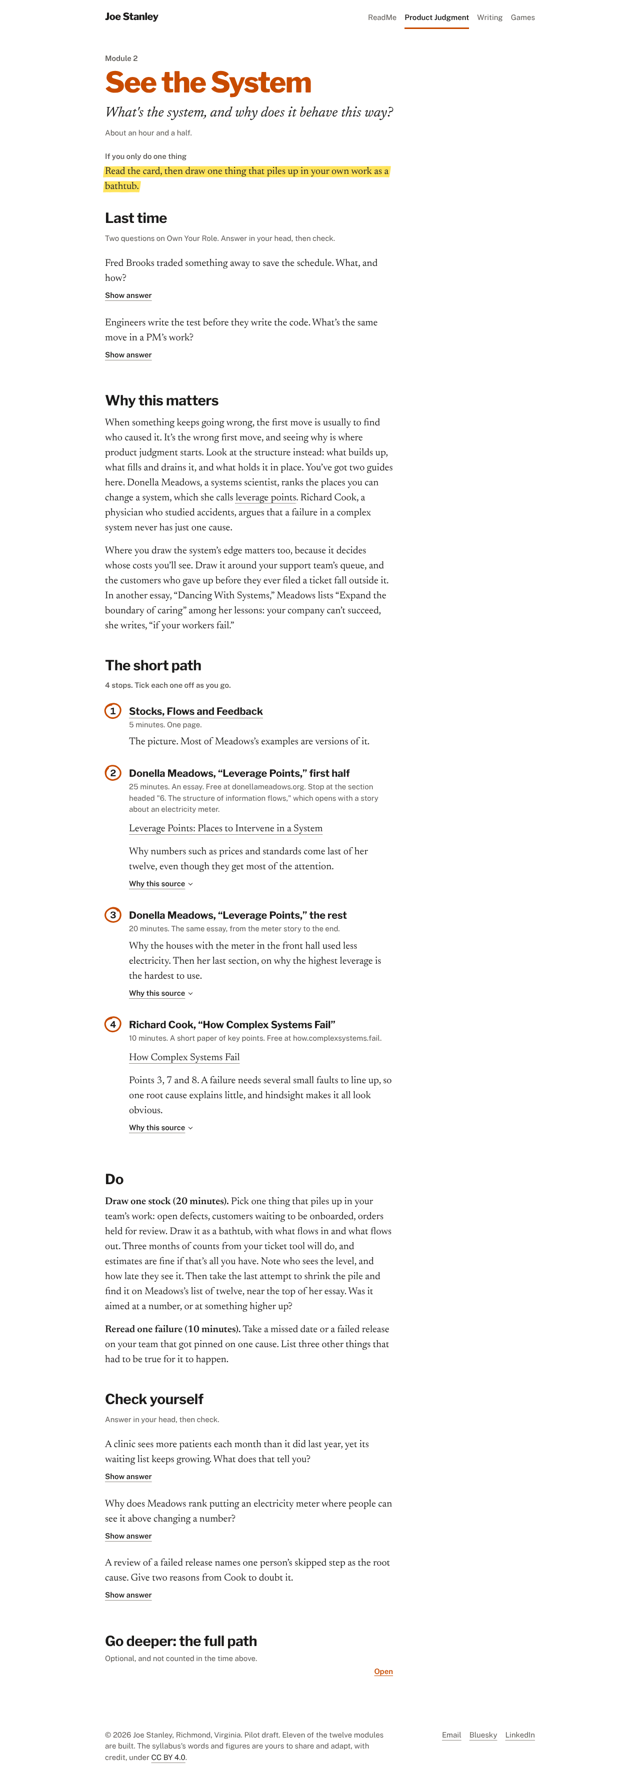 Joe Stanley
ReadMe Product Judgment Writing Games
Module 2
See the System
What's the system, and why does it behave this way?
About an hour and a half.
If you only do one thing
Read the card, then draw one thing that piles up in your own work as a
bathtub.
Last time
Two questions on Own Your Role. Answer in your head, then check.
Fred Brooks traded something away to save the schedule. What, and
how?
Show answer
Engineers write the test before they write the code. What's the same
move in a PM's work?
Show answer
Why this matters
When something keeps going wrong, the first move is usually to find
who caused it. It's the wrong first move, and seeing why is where
product judgment starts. Look at the structure instead: what builds up,
what fills and drains it, and what holds it in place. You've got two guides
here. Donella Meadows, a systems scientist, ranks the places you can
change a system, which she calls leverage points. Richard Cook, a
physician who studied accidents, argues that a failure in a complex
system never has just one cause.
Where you draw the system's edge matters too, because it decides
whose costs you'll see. Draw it around your support team's queue, and
the customers who gave up before they ever filed a ticket fall outside it.
In another essay, “Dancing With Systems,” Meadows lists “Expand the
boundary of caring” among her lessons: your company can't succeed,
she writes, “if your workers fail.”
The short path
4 stops. Tick each one off as you go.
1 Stocks, Flows and Feedback
5 minutes. One page.
The picture. Most of Meadows's examples are versions of it.
2 Donella Meadows, “Leverage Points,” first half
25 minutes. An essay. Free at donellameadows.org. Stop at the section
headed "6. The structure of information flows," which opens with a story
about an electricity meter.
Leverage Points: Places to Intervene in a System
Why numbers such as prices and standards come last of her
twelve, even though they get most of the attention.
Why this source
3 Donella Meadows, “Leverage Points,” the rest
20 minutes. The same essay, from the meter story to the end.
Why the houses with the meter in the front hall used less
electricity. Then her last section, on why the highest leverage is
the hardest to use.
Why this source
4 Richard Cook, “How Complex Systems Fail”
10 minutes. A short paper of key points. Free at how.complexsystems.fail.
How Complex Systems Fail
Points 3, 7 and 8. A failure needs several small faults to line up, so
one root cause explains little, and hindsight makes it all look
obvious.
Why this source
Do
Draw one stock (20 minutes). Pick one thing that piles up in your
team's work: open defects, customers waiting to be onboarded, orders
held for review. Draw it as a bathtub, with what flows in and what flows
out. Three months of counts from your ticket tool will do, and
estimates are fine if that's all you have. Note who sees the level, and
how late they see it. Then take the last attempt to shrink the pile and
find it on Meadows's list of twelve, near the top of her essay. Was it
aimed at a number, or at something higher up?
Reread one failure (10 minutes). Take a missed date or a failed release
on your team that got pinned on one cause. List three other things that
had to be true for it to happen.
Check yourself
Answer in your head, then check.
A clinic sees more patients each month than it did last year, yet its
waiting list keeps growing. What does that tell you?
Show answer
Why does Meadows rank putting an electricity meter where people can
see it above changing a number?
Show answer
A review of a failed release names one person's skipped step as the root
cause. Give two reasons from Cook to doubt it.
Show answer
Go deeper: the full path
Optional, and not counted in the time above.
Open
© 2026 Joe Stanley, Richmond, Virginia. Pilot draft. Eleven of the twelve modules
are built. The syllabus's words and figures are yours to share and adapt, with
credit, under CC BY 4.0.
Email Bluesky LinkedIn